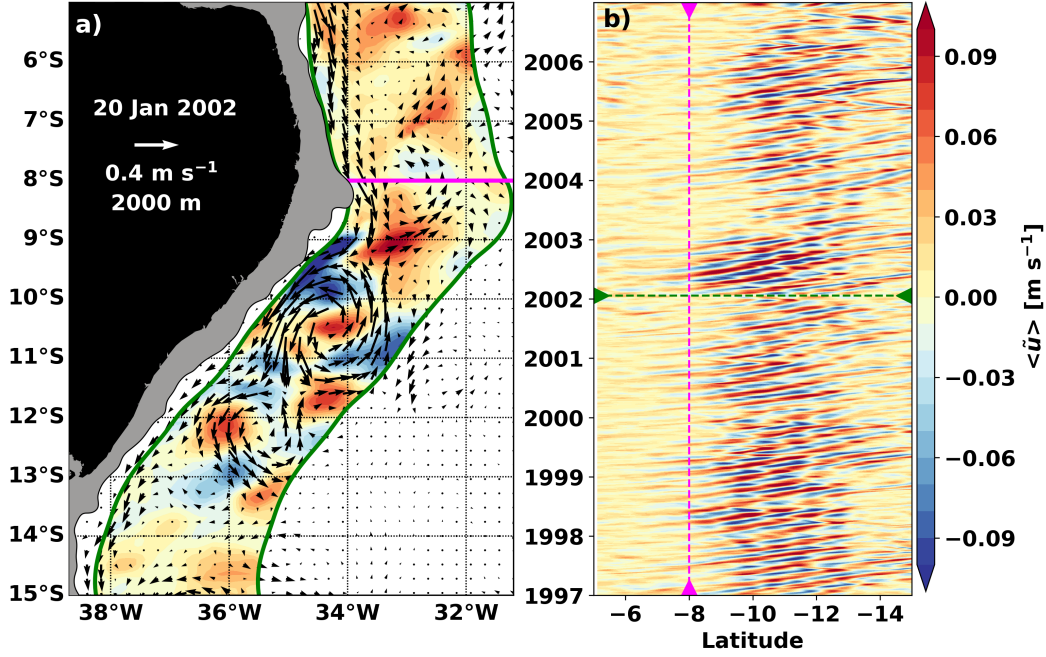 a)
20 Jan 2002
0.4 m s⁻¹
2000 m
6°S
7°S
8°S
9°S
10°S
11°S
12°S
13°S
14°S
15°S
38°W
36°W
34°W
32°W
b)
2006
2005
2004
2003
2002
2001
2000
1999
1998
1997
−6
−8
−10
−12
−14
Latitude
0.09
0.06
0.03
0.00
−0.03
−0.06
−0.09
<ũ> [m s⁻¹]